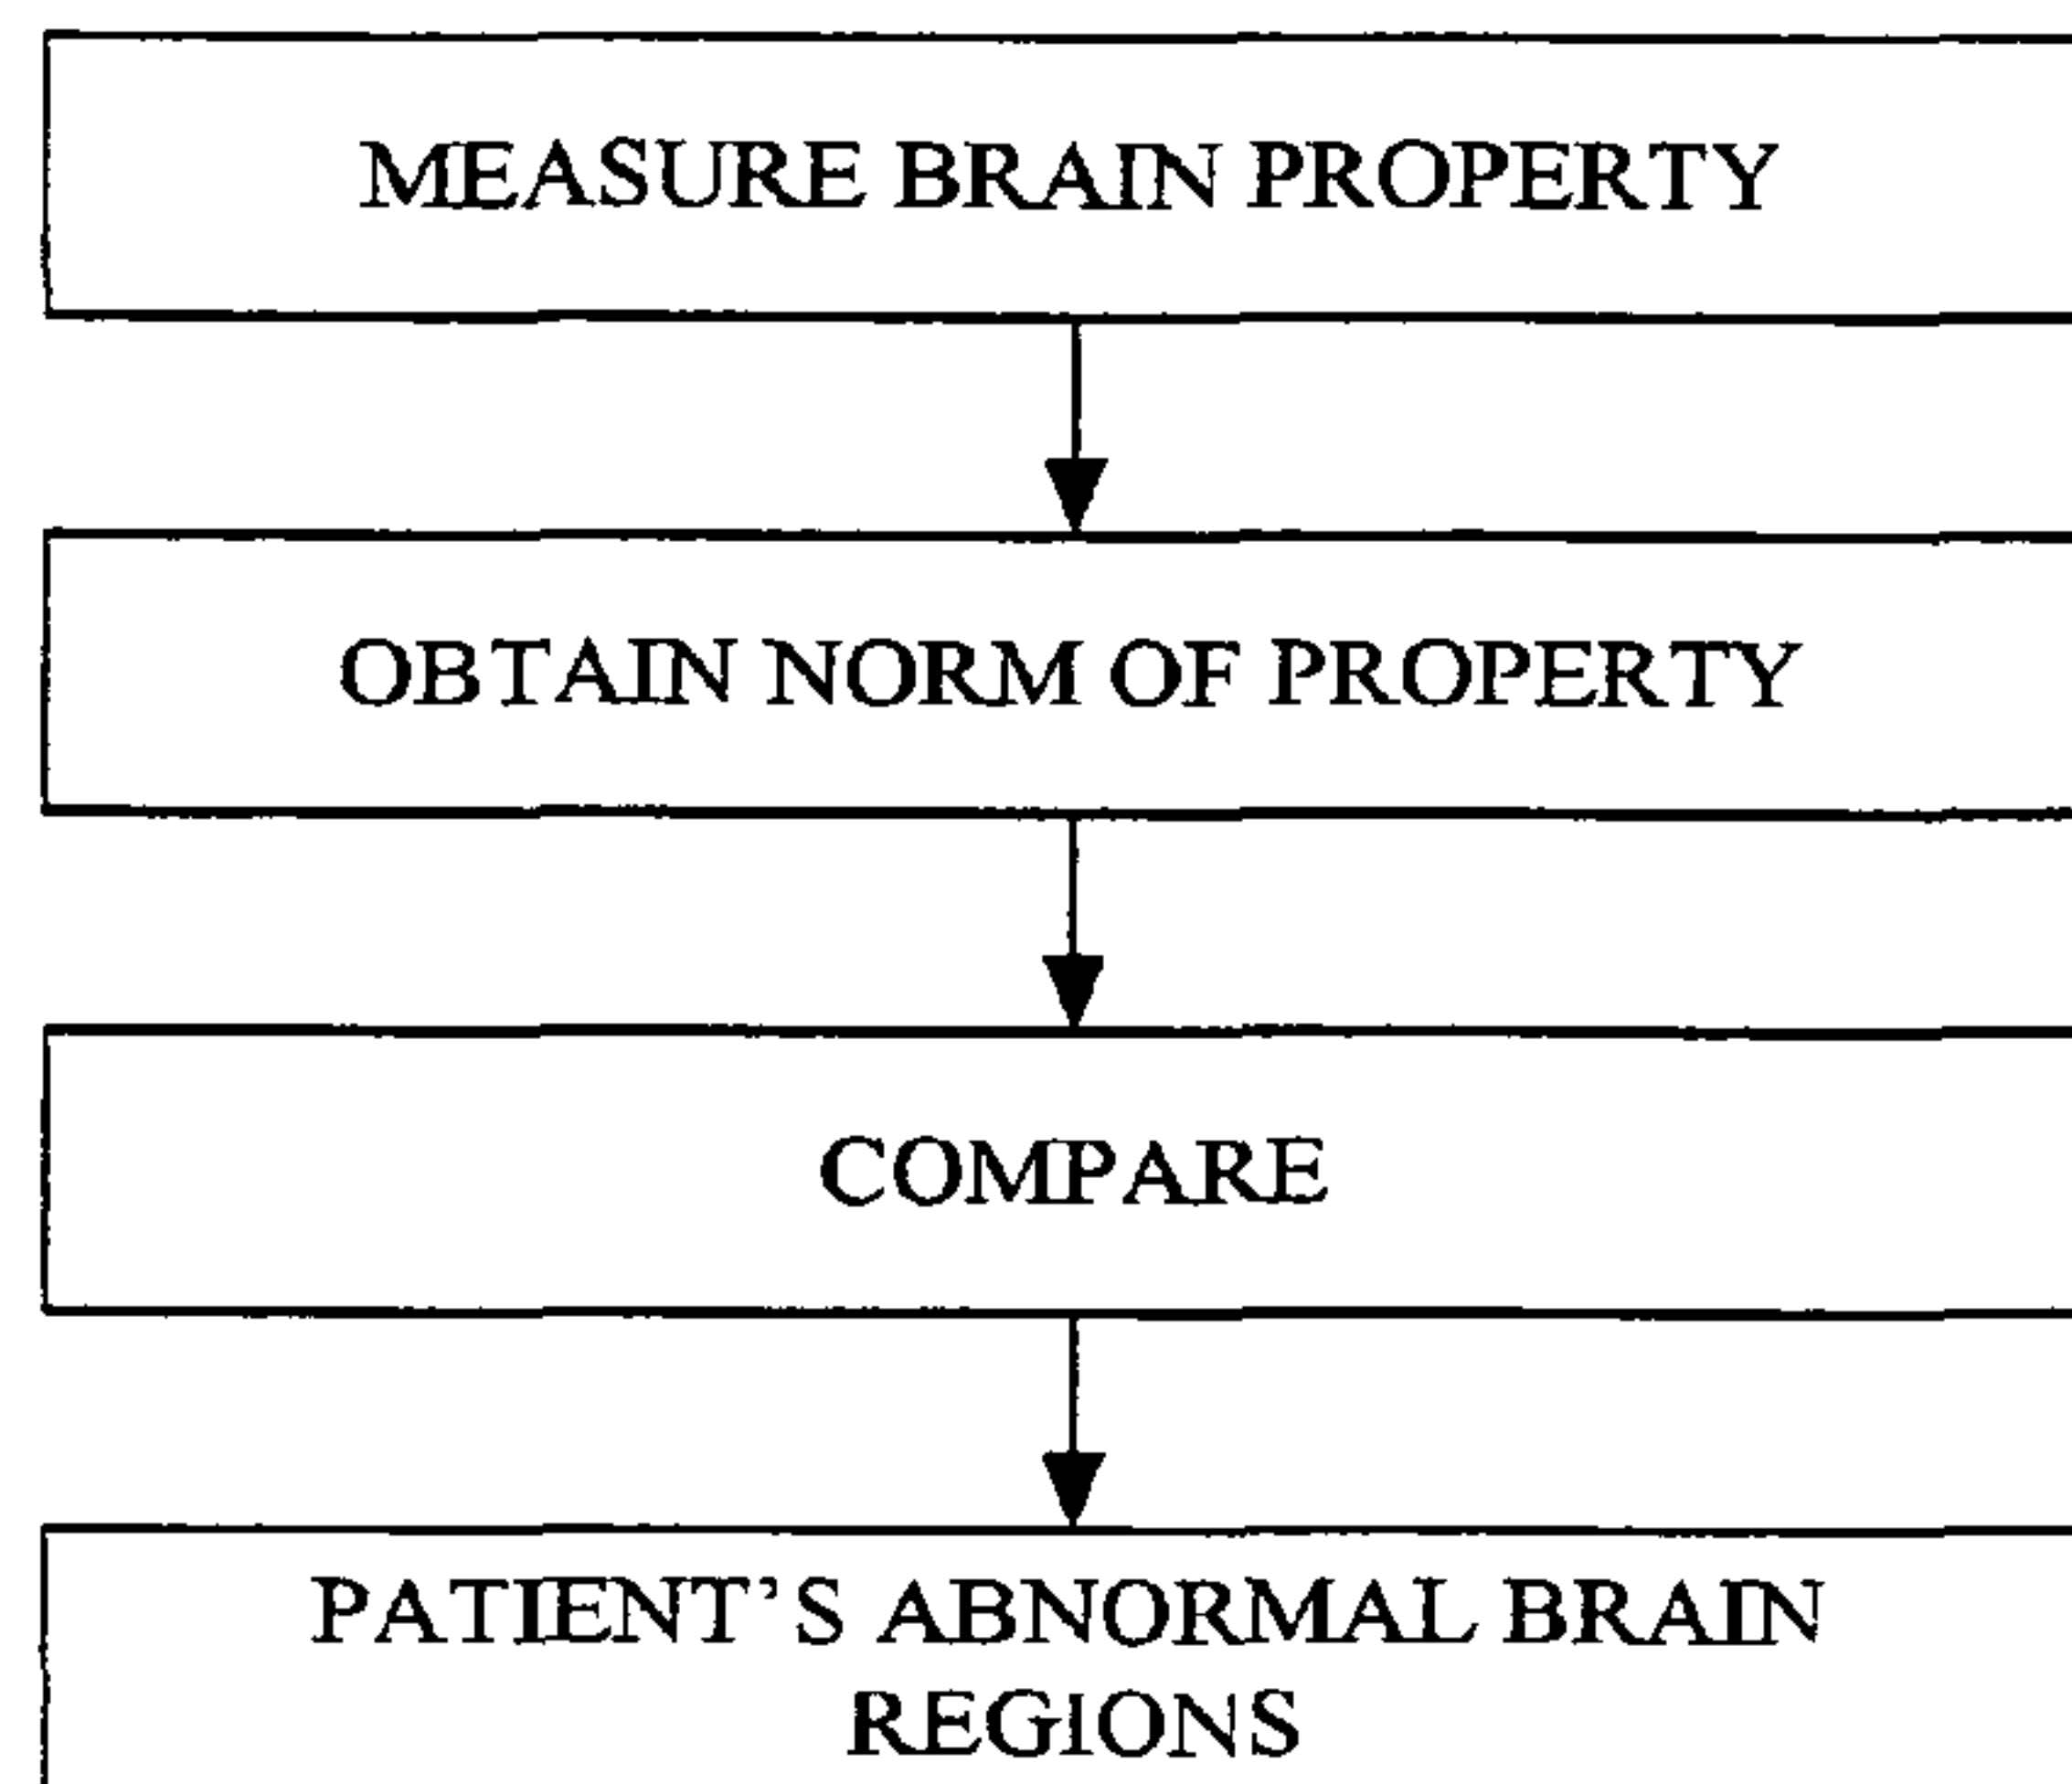 MEASURE BRAIN PROPERTY
OBTAIN NORM OF PROPERTY
COMPARE
PATIENT'S ABNORMAL BRAIN
REGIONS